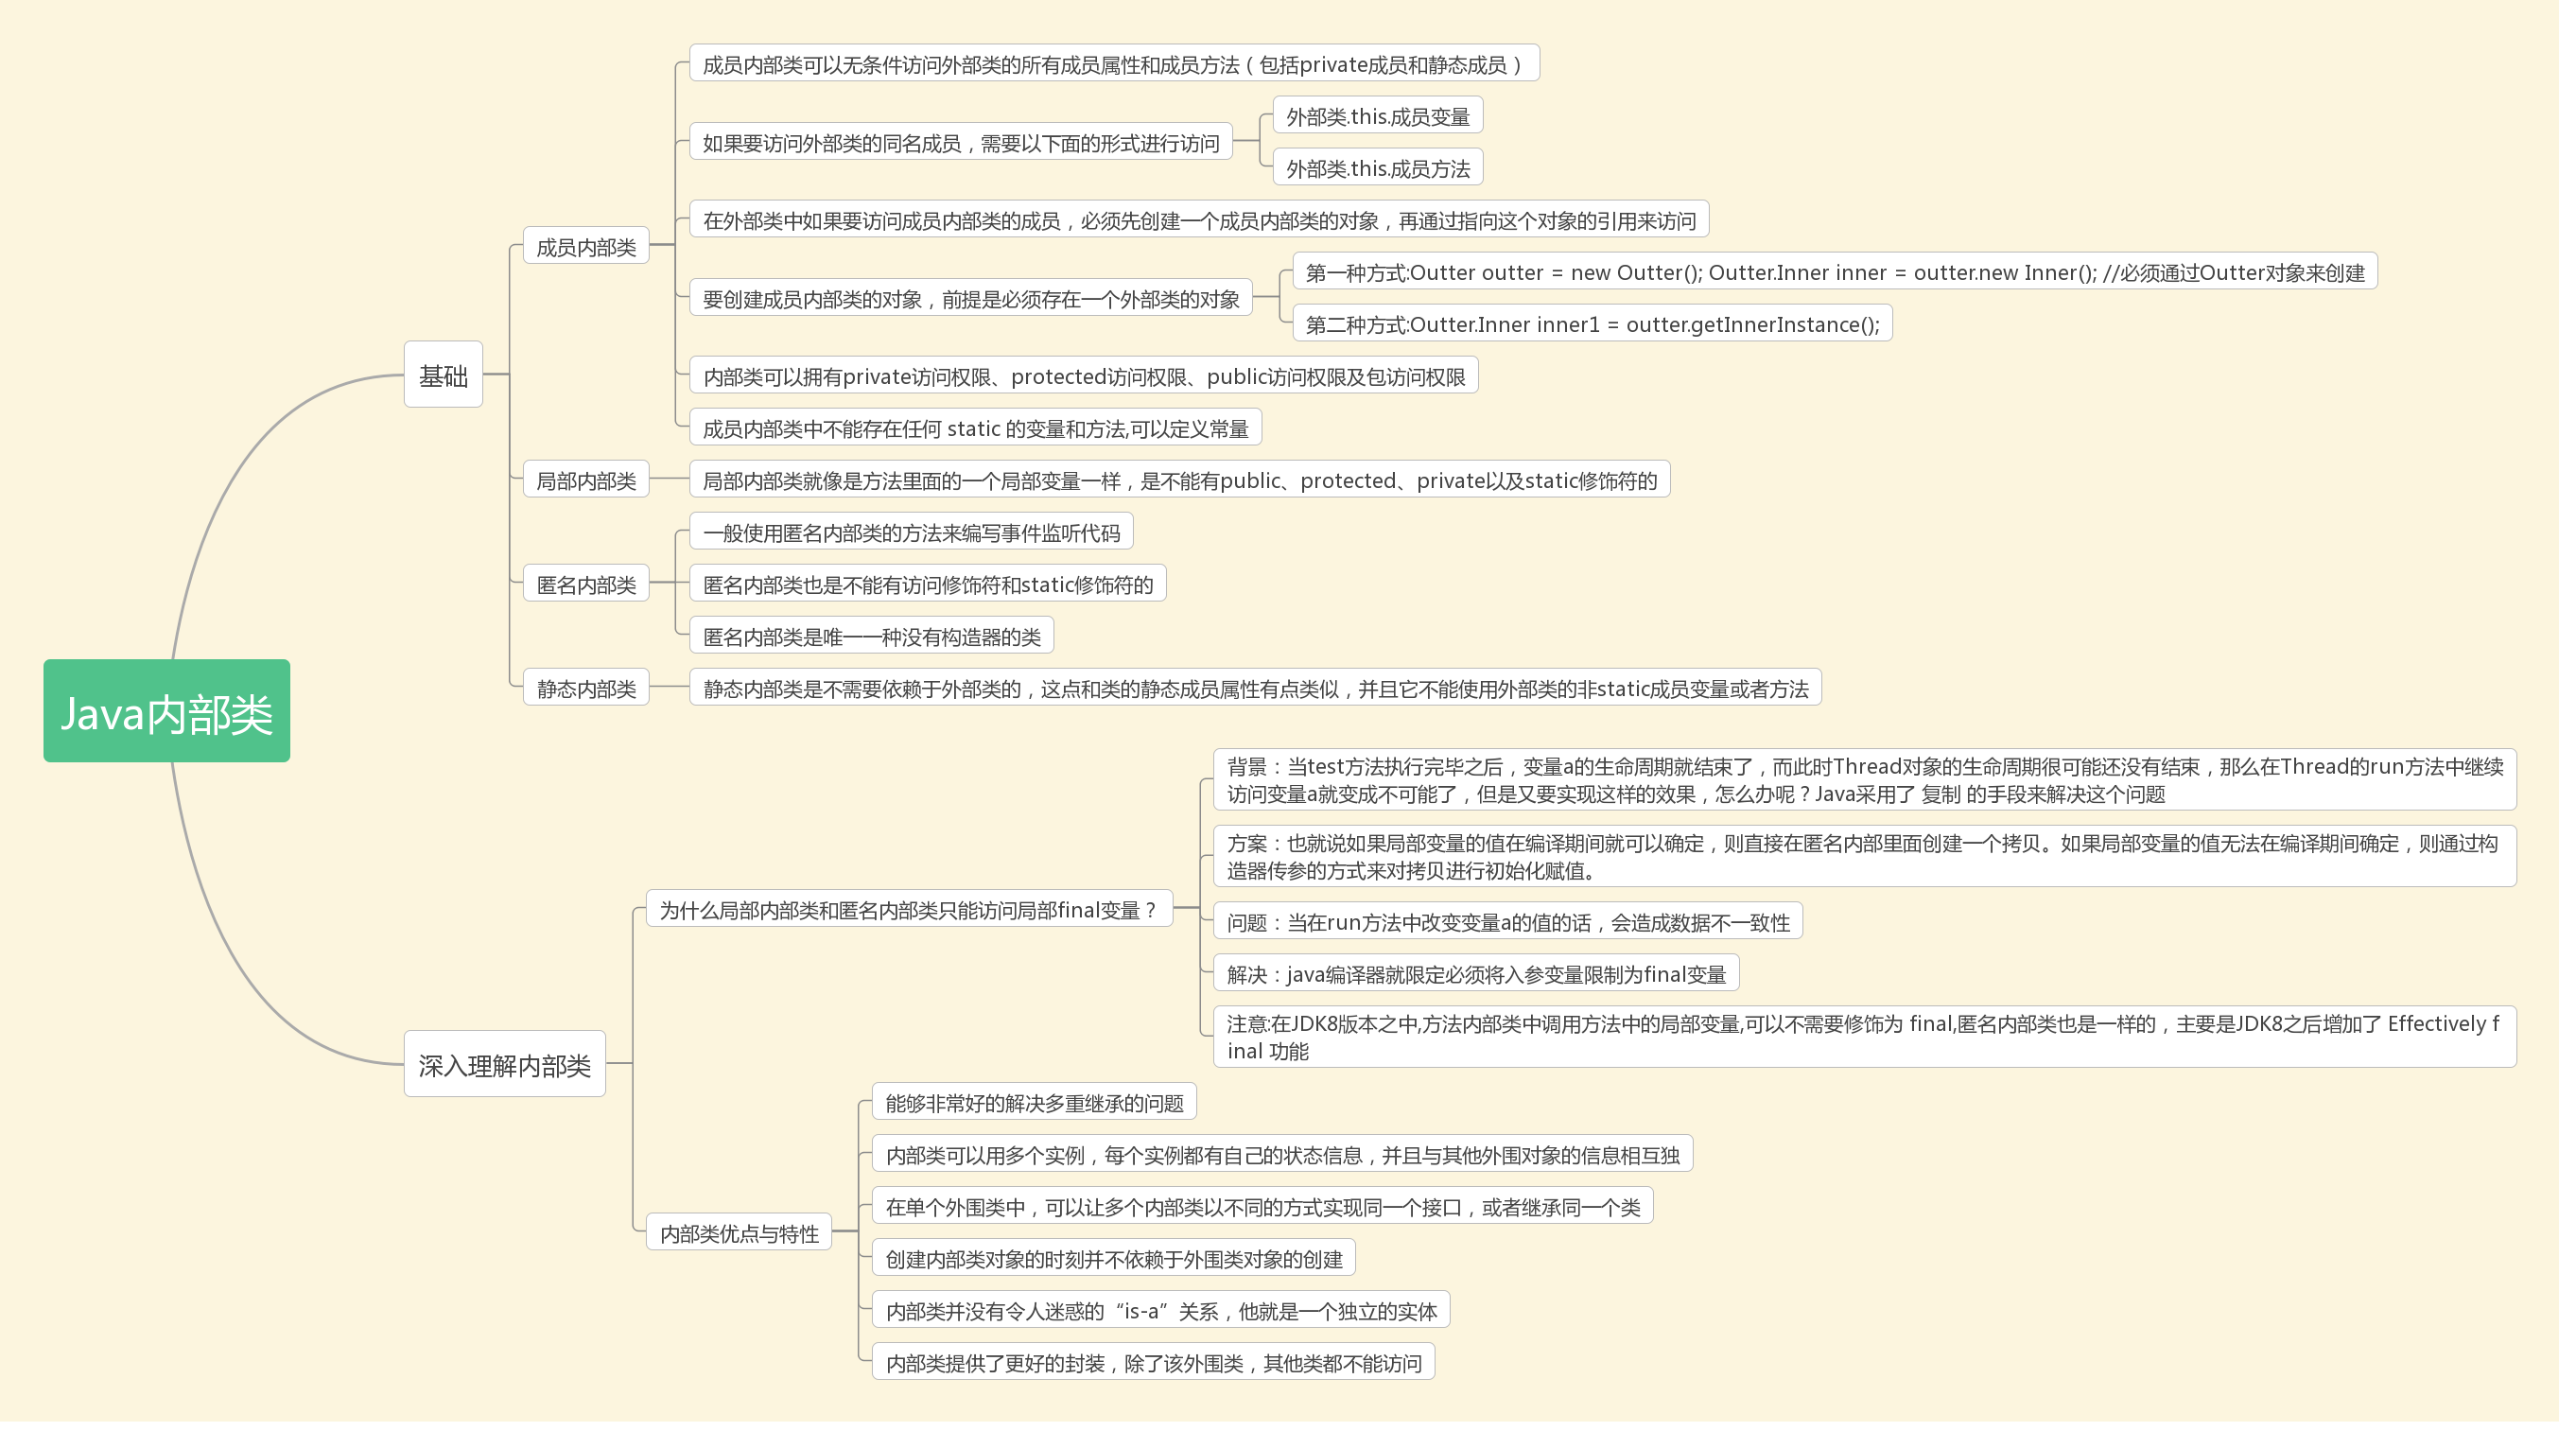 Java内部类
基础
成员内部类
成员内部类可以无条件访问外部类的所有成员属性和成员方法（包括private成员和静态成员）
如果要访问外部类的同名成员，需要以下面的形式进行访问
外部类.this.成员变量
外部类.this.成员方法
在外部类中如果要访问成员内部类的成员，必须先创建一个成员内部类的对象，再通过指向这个对象的引用来访问
要创建成员内部类的对象，前提是必须存在一个外部类的对象
第一种方式:Outter outter = new Outter(); Outter.Inner inner = outter.new Inner(); //必须通过Outter对象来创建
第二种方式:Outter.Inner inner1 = outter.getInnerInstance();
内部类可以拥有private访问权限、protected访问权限、public访问权限及包访问权限
成员内部类中不能存在任何 static 的变量和方法,可以定义常量
局部内部类
局部内部类就像是方法里面的一个局部变量一样，是不能有public、protected、private以及static修饰符的
匿名内部类
一般使用匿名内部类的方法来编写事件监听代码
匿名内部类也是不能有访问修饰符和static修饰符的
匿名内部类是唯一一种没有构造器的类
静态内部类
静态内部类是不需要依赖于外部类的，这点和类的静态成员属性有点类似，并且它不能使用外部类的非static成员变量或者方法
深入理解内部类
为什么局部内部类和匿名内部类只能访问局部final变量？
背景：当test方法执行完毕之后，变量a的生命周期就结束了，而此时Thread对象的生命周期很可能还没有结束，那么在Thread的run方法中继续
访问变量a就变成不可能了，但是又要实现这样的效果，怎么办呢？Java采用了 复制 的手段来解决这个问题
方案：也就说如果局部变量的值在编译期间就可以确定，则直接在匿名内部里面创建一个拷贝。如果局部变量的值无法在编译期间确定，则通过构
造器传参的方式来对拷贝进行初始化赋值。
问题：当在run方法中改变变量a的值的话，会造成数据不一致性
解决：java编译器就限定必须将入参变量限制为final变量
注意:在JDK8版本之中,方法内部类中调用方法中的局部变量,可以不需要修饰为 final,匿名内部类也是一样的，主要是JDK8之后增加了 Effectively f
inal 功能
内部类优点与特性
能够非常好的解决多重继承的问题
内部类可以用多个实例，每个实例都有自己的状态信息，并且与其他外围对象的信息相互独
在单个外围类中，可以让多个内部类以不同的方式实现同一个接口，或者继承同一个类
创建内部类对象的时刻并不依赖于外围类对象的创建
内部类并没有令人迷惑的“is-a”关系，他就是一个独立的实体
内部类提供了更好的封装，除了该外围类，其他类都不能访问